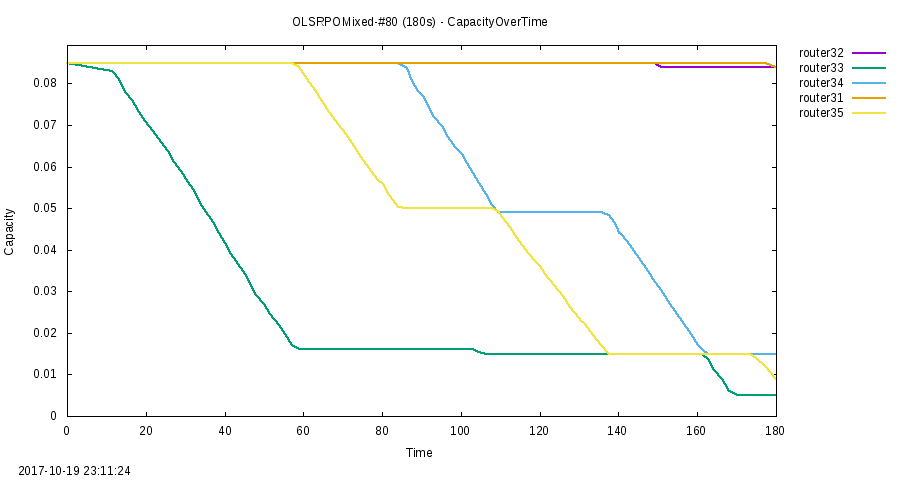 OLSRPOMixed-#80 (180s) - CapacityOverTime
router32
router33
router34
router31
router35
Capacity
0.08
0.07
0.06
0.05
0.04
0.03
0.02
0.01
0
0 20 40 60 80 100 120 140 160 180
Time
2017-10-19 23:11:24